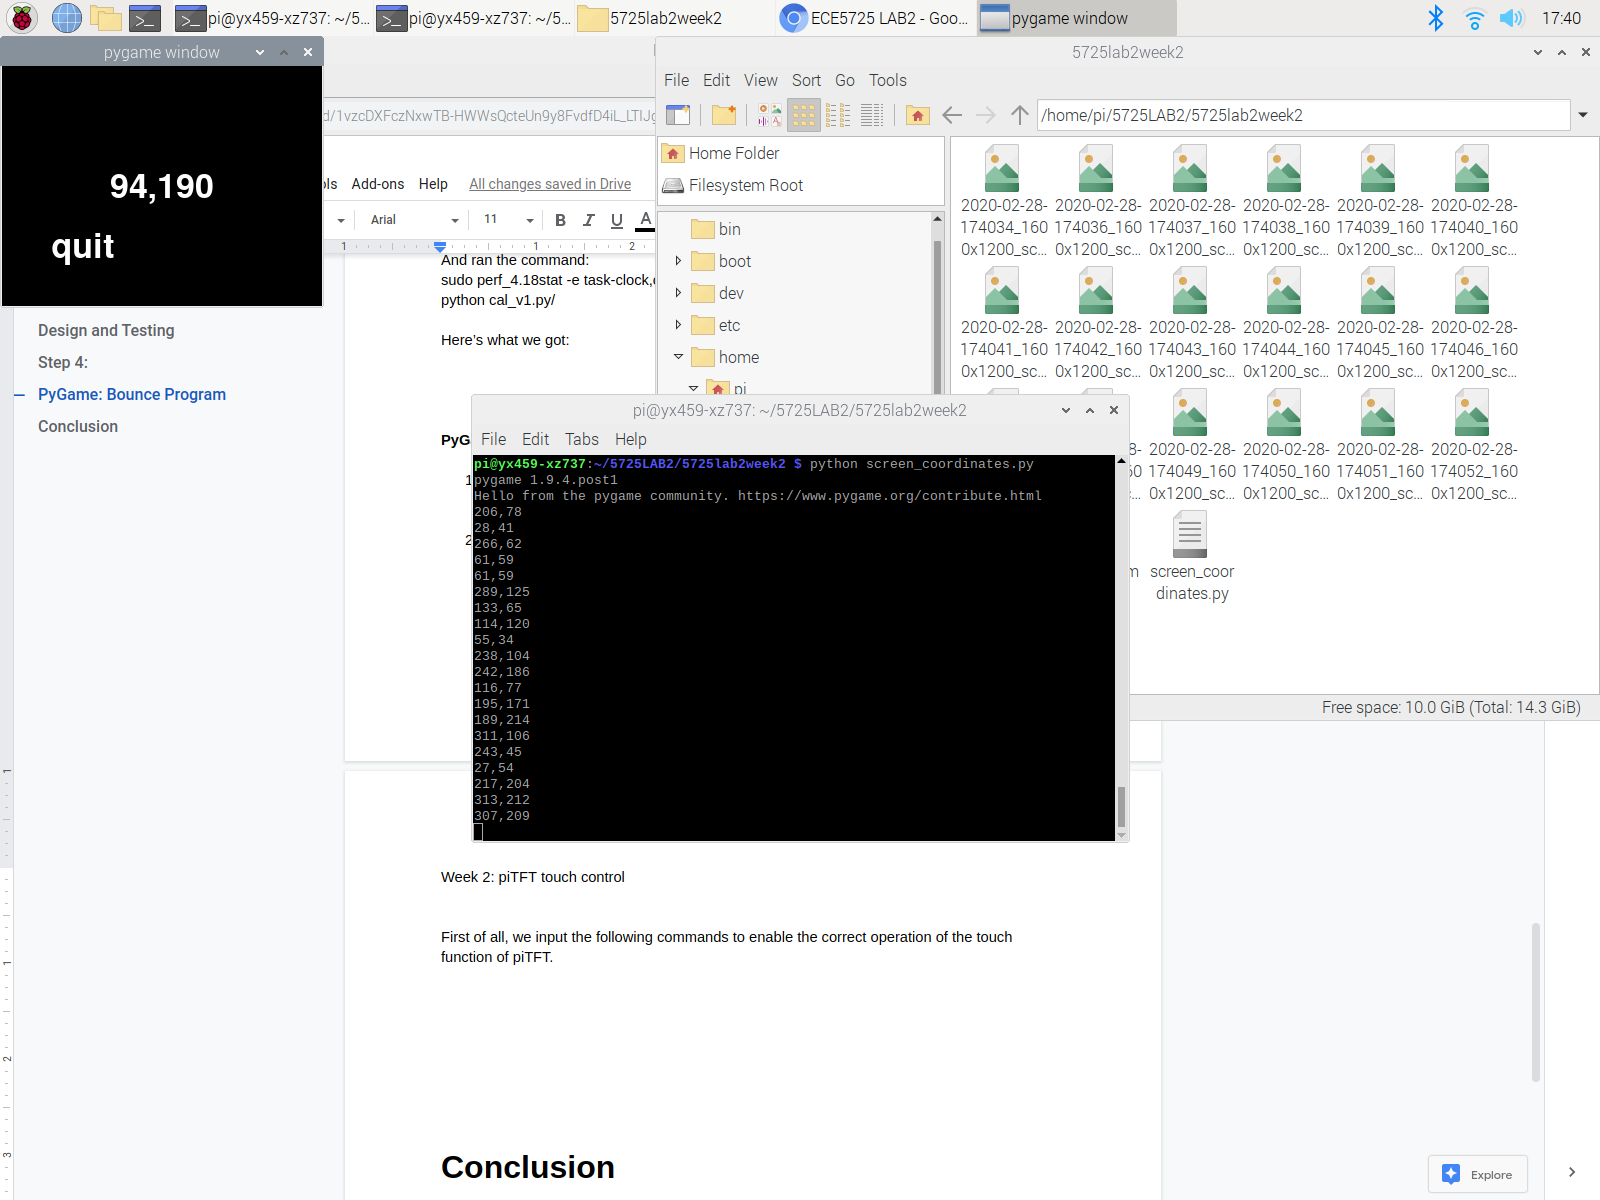 pi@yx459-xz737: ~/5...
pi@yx459-xz737: ~/5...
5725lab2week2
ECE5725 LAB2 - Goo...
pygame window
17:40
pygame window
94,190
quit
5725lab2week2
File Edit View Sort Go Tools
/home/pi/5725LAB2/5725lab2week2
Home Folder
Filesystem Root
bin
boot
dev
etc
home
pi
2020-02-28-174034_1600x1200_sc...
2020-02-28-174036_1600x1200_sc...
2020-02-28-174037_1600x1200_sc...
2020-02-28-174038_1600x1200_sc...
2020-02-28-174039_1600x1200_sc...
2020-02-28-174040_1600x1200_sc...
2020-02-28-174041_1600x1200_sc...
2020-02-28-174042_1600x1200_sc...
2020-02-28-174043_1600x1200_sc...
2020-02-28-174044_1600x1200_sc...
2020-02-28-174045_1600x1200_sc...
2020-02-28-174046_1600x1200_sc...
2020-02-28-174049_1600x1200_sc...
2020-02-28-174050_1600x1200_sc...
2020-02-28-174051_1600x1200_sc...
2020-02-28-174052_1600x1200_sc...
screen_coordinates.py
Free space: 10.0 GiB (Total: 14.3 GiB)
ols Add-ons Help All changes saved in Drive
Arial 11 B I U A
1 1 2
And ran the command:
sudo perf_4.18stat -e task-clock,c
python cal_v1.py/
Here's what we got:
Design and Testing
Step 4:
PyGame: Bounce Program
Conclusion
PyG
1
2
pi@yx459-xz737: ~/5725LAB2/5725lab2week2
File Edit Tabs Help
pi@yx459-xz737:~/5725LAB2/5725lab2week2 $ python screen_coordinates.py
pygame 1.9.4.post1
Hello from the pygame community. https://www.pygame.org/contribute.html
206,78
28,41
266,62
61,59
61,59
289,125
133,65
114,120
55,34
238,104
242,186
116,77
195,171
189,214
311,106
243,45
27,54
217,204
313,212
307,209
Week 2: piTFT touch control
First of all, we input the following commands to enable the correct operation of the touch
function of piTFT.
Conclusion
Explore